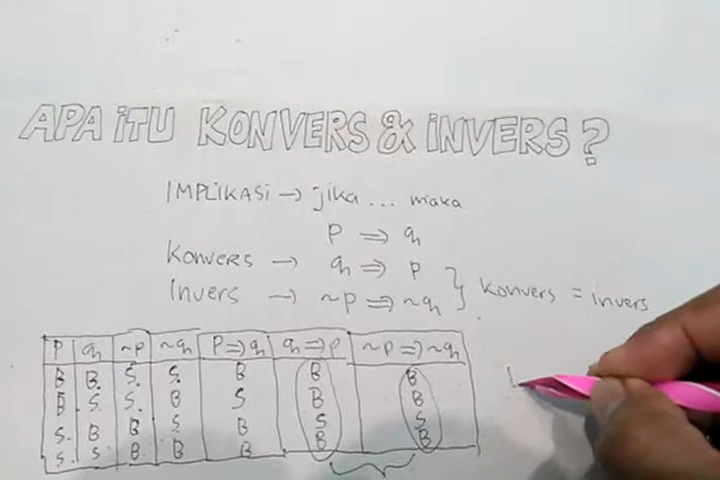 APA ITU KONVERS & INVERS?
IMPLIKASI → jika ... maka
P ⇒ q
Konvers → q ⇒ p
Invers → ~p ⇒ ~q
Konvers = invers
P q ~p ~q P⇒q q⇒p ~p⇒~q
B B S S B B B
B S S B S B B
S B B S B S S
S S B B B B B